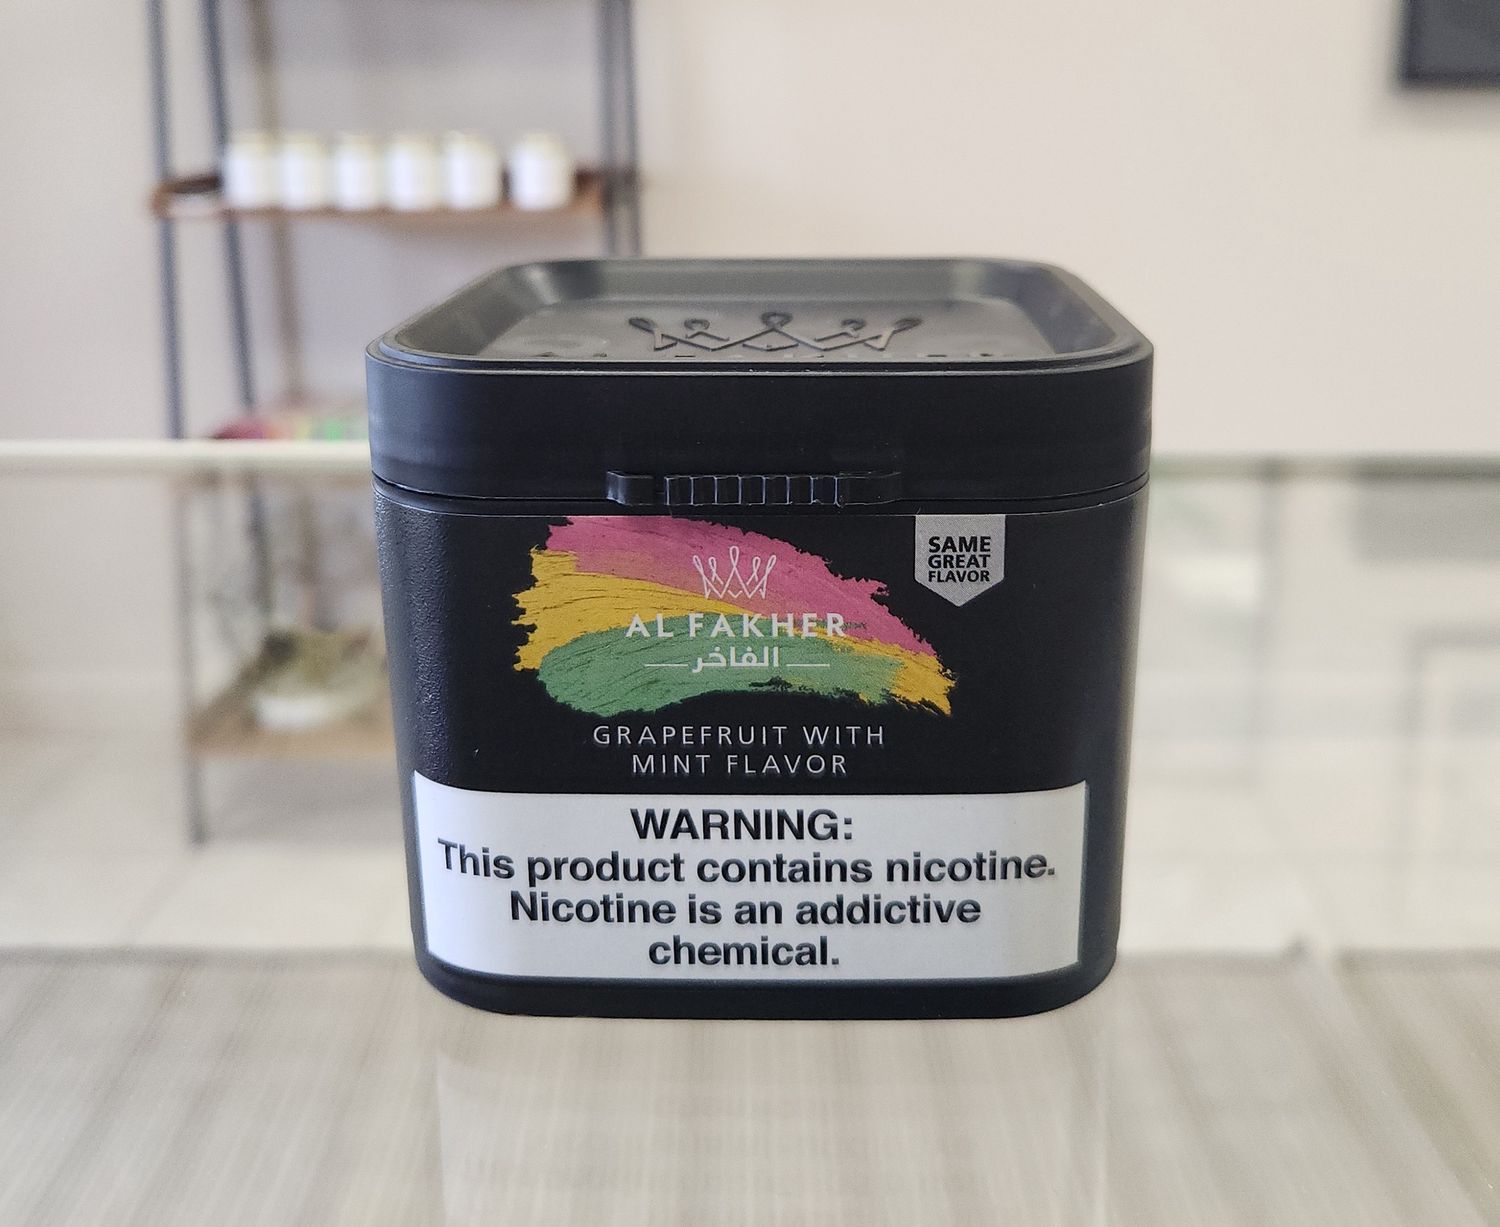 SAME
GREAT
FLAVOR
AL FAKHER
الفاخر
GRAPEFRUIT WITH
MINT FLAVOR
WARNING:
This product contains nicotine.
Nicotine is an addictive
chemical.